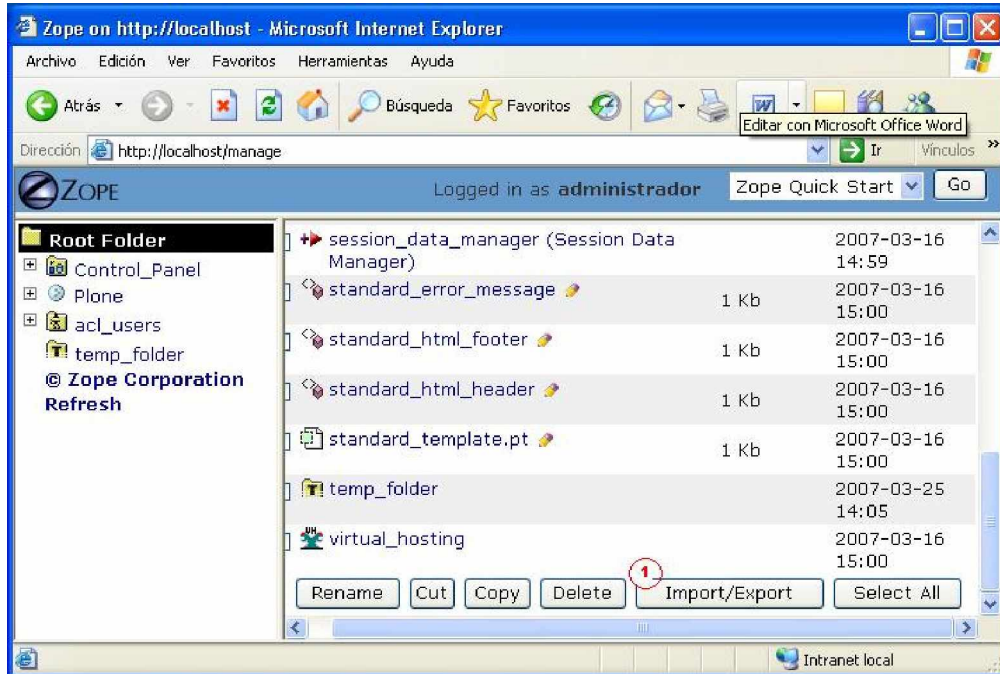 Zope on http://localhost - Microsoft Internet Explorer
Archivo Edición Ver Favoritos Herramientas Ayuda
Atrás Búsqueda Favoritos
Editar con Microsoft Office Word
Dirección http://localhost/manage Ir Vínculos »
ZOPE Logged in as administrador Zope Quick Start Go
Root Folder
Control_Panel
Plone
acl_users
temp_folder
© Zope Corporation
Refresh
session_data_manager (Session Data 2007-03-16
Manager) 14:59
standard_error_message 1 Kb 2007-03-16
15:00
standard_html_footer 1 Kb 2007-03-16
15:00
standard_html_header 1 Kb 2007-03-16
15:00
standard_template.pt 1 Kb 2007-03-16
15:00
temp_folder 2007-03-25
14:05
virtual_hosting 2007-03-16
15:00
1
Rename Cut Copy Delete Import/Export Select All
Intranet local